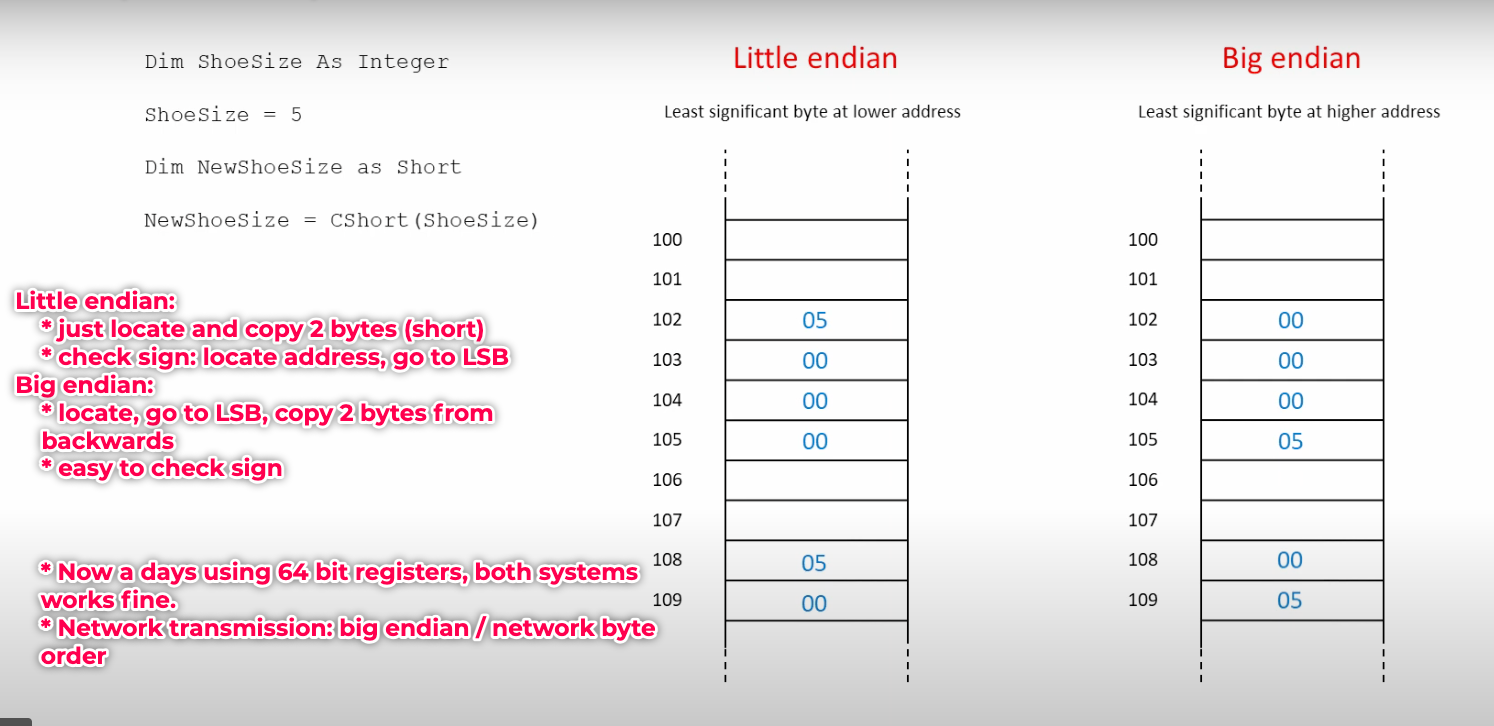 Dim ShoeSize As Integer
ShoeSize = 5
Dim NewShoeSize as Short
NewShoeSize = CShort(ShoeSize)
Little endian:
* just locate and copy 2 bytes (short)
* check sign: locate address, go to LSB
Big endian:
* locate, go to LSB, copy 2 bytes from
backwards
* easy to check sign
* Now a days using 64 bit registers, both systems
works fine.
* Network transmission: big endian / network byte
order
Little endian
Least significant byte at lower address
100
101
102 05
103 00
104 00
105 00
106
107
108 05
109 00
Big endian
Least significant byte at higher address
100
101
102 00
103 00
104 00
105 05
106
107
108 00
109 05